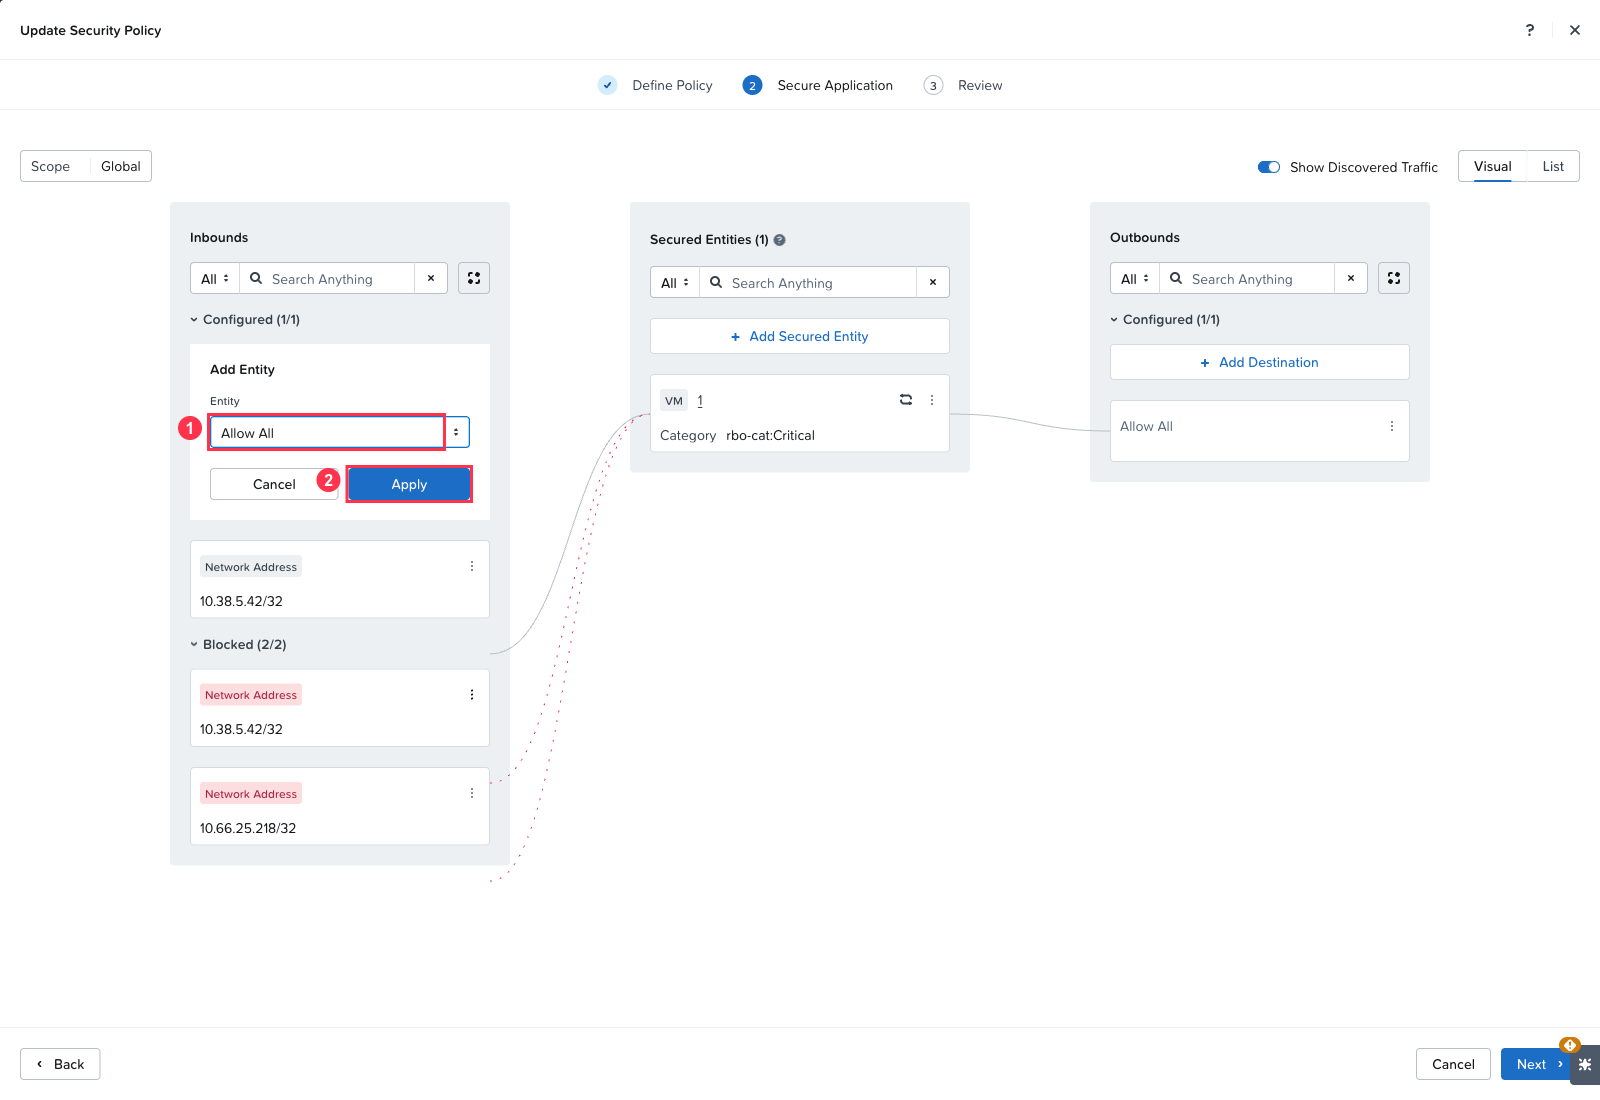 Update Security Policy
?
Define Policy
2 Secure Application
3 Review
Scope Global
Show Discovered Traffic
Visual List
Inbounds
All Search Anything
Configured (1/1)
Add Entity
Entity
1 Allow All
Cancel 2 Apply
Network Address
10.38.5.42/32
Blocked (2/2)
Network Address
10.38.5.42/32
Network Address
10.66.25.218/32
Secured Entities (1) ?
All Search Anything
+ Add Secured Entity
VM 1
Category rbo-cat:Critical
Outbounds
All Search Anything
Configured (1/1)
+ Add Destination
Allow All
Back
Cancel
Next